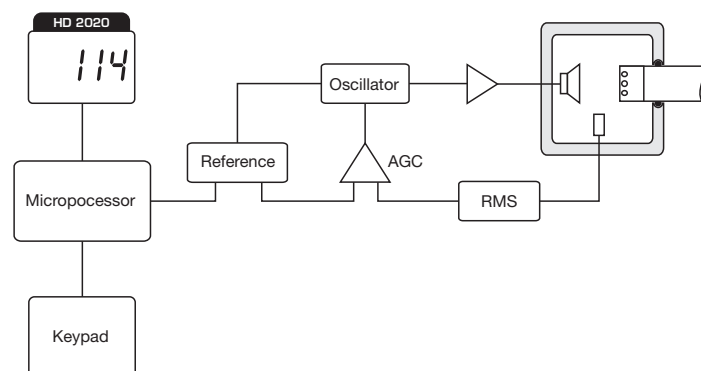 HD 2020
114
Oscillator
Reference
AGC
Micropocessor
RMS
Keypad